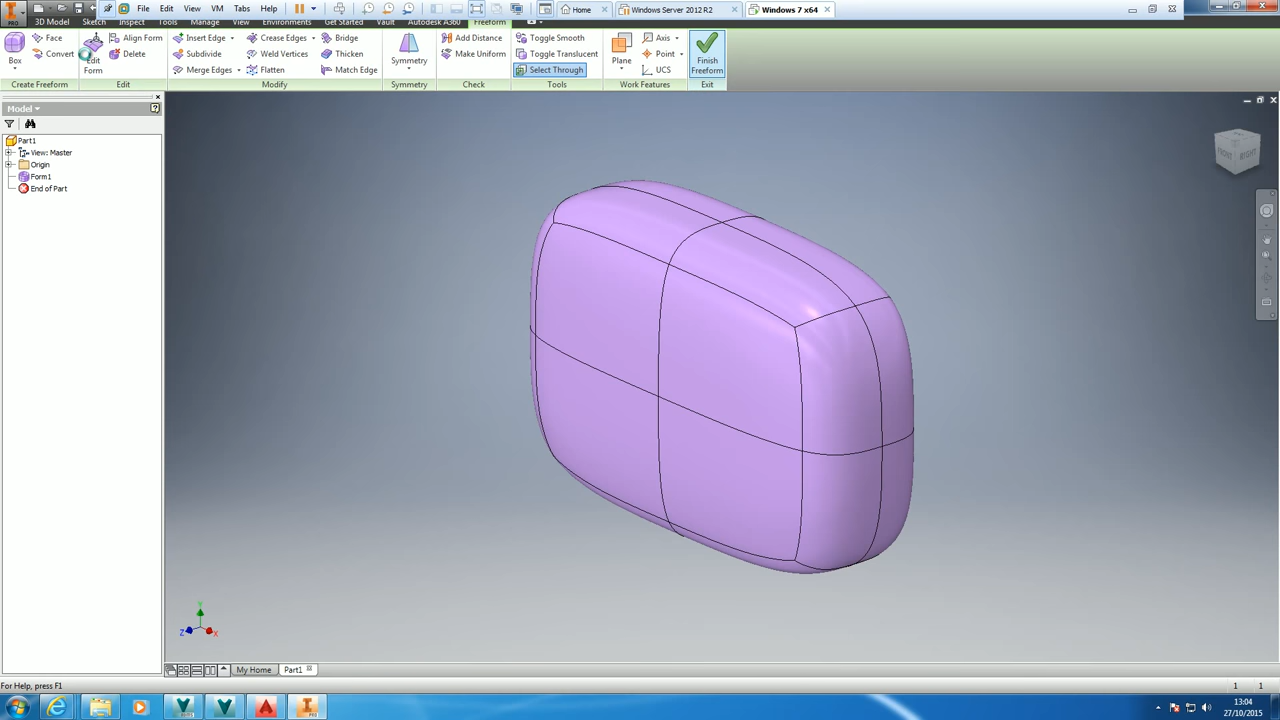 File Edit View VM Tabs Help
Home Windows Server 2012 R2 Windows 7 x64
PRO 3D Model Sketch Inspect Tools Manage View Environments Get Started Vault Autodesk A360 Freeform
Box Face Convert Edit Form Align Form Delete Insert Edge Subdivide Merge Edges Crease Edges Weld Vertices Flatten Bridge Thicken Match Edge Symmetry Add Distance Make Uniform Toggle Smooth Toggle Translucent Select Through Plane Axis Point UCS Finish Freeform
Create Freeform Edit Modify Symmetry Check Tools Work Features Exit
Model
Part1
View: Master
Origin
Form1
End of Part
FRONT RIGHT
Y
Z X
My Home Part1
For Help, press F1 1 1
13:04
27/10/2015